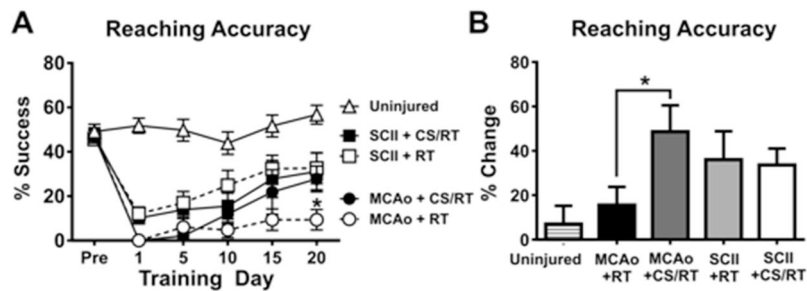 A
Reaching Accuracy
% Success
80
60
40
20
0
Pre
1
5
10
15
20
Training Day
Uninjured
SCII + CS/RT
SCII + RT
MCAo + CS/RT
MCAo + RT
*
B
Reaching Accuracy
% Change
80
60
40
20
0
*
Uninjured
MCAo
+RT
MCAo
+CS/RT
SCII
+RT
SCII
+CS/RT